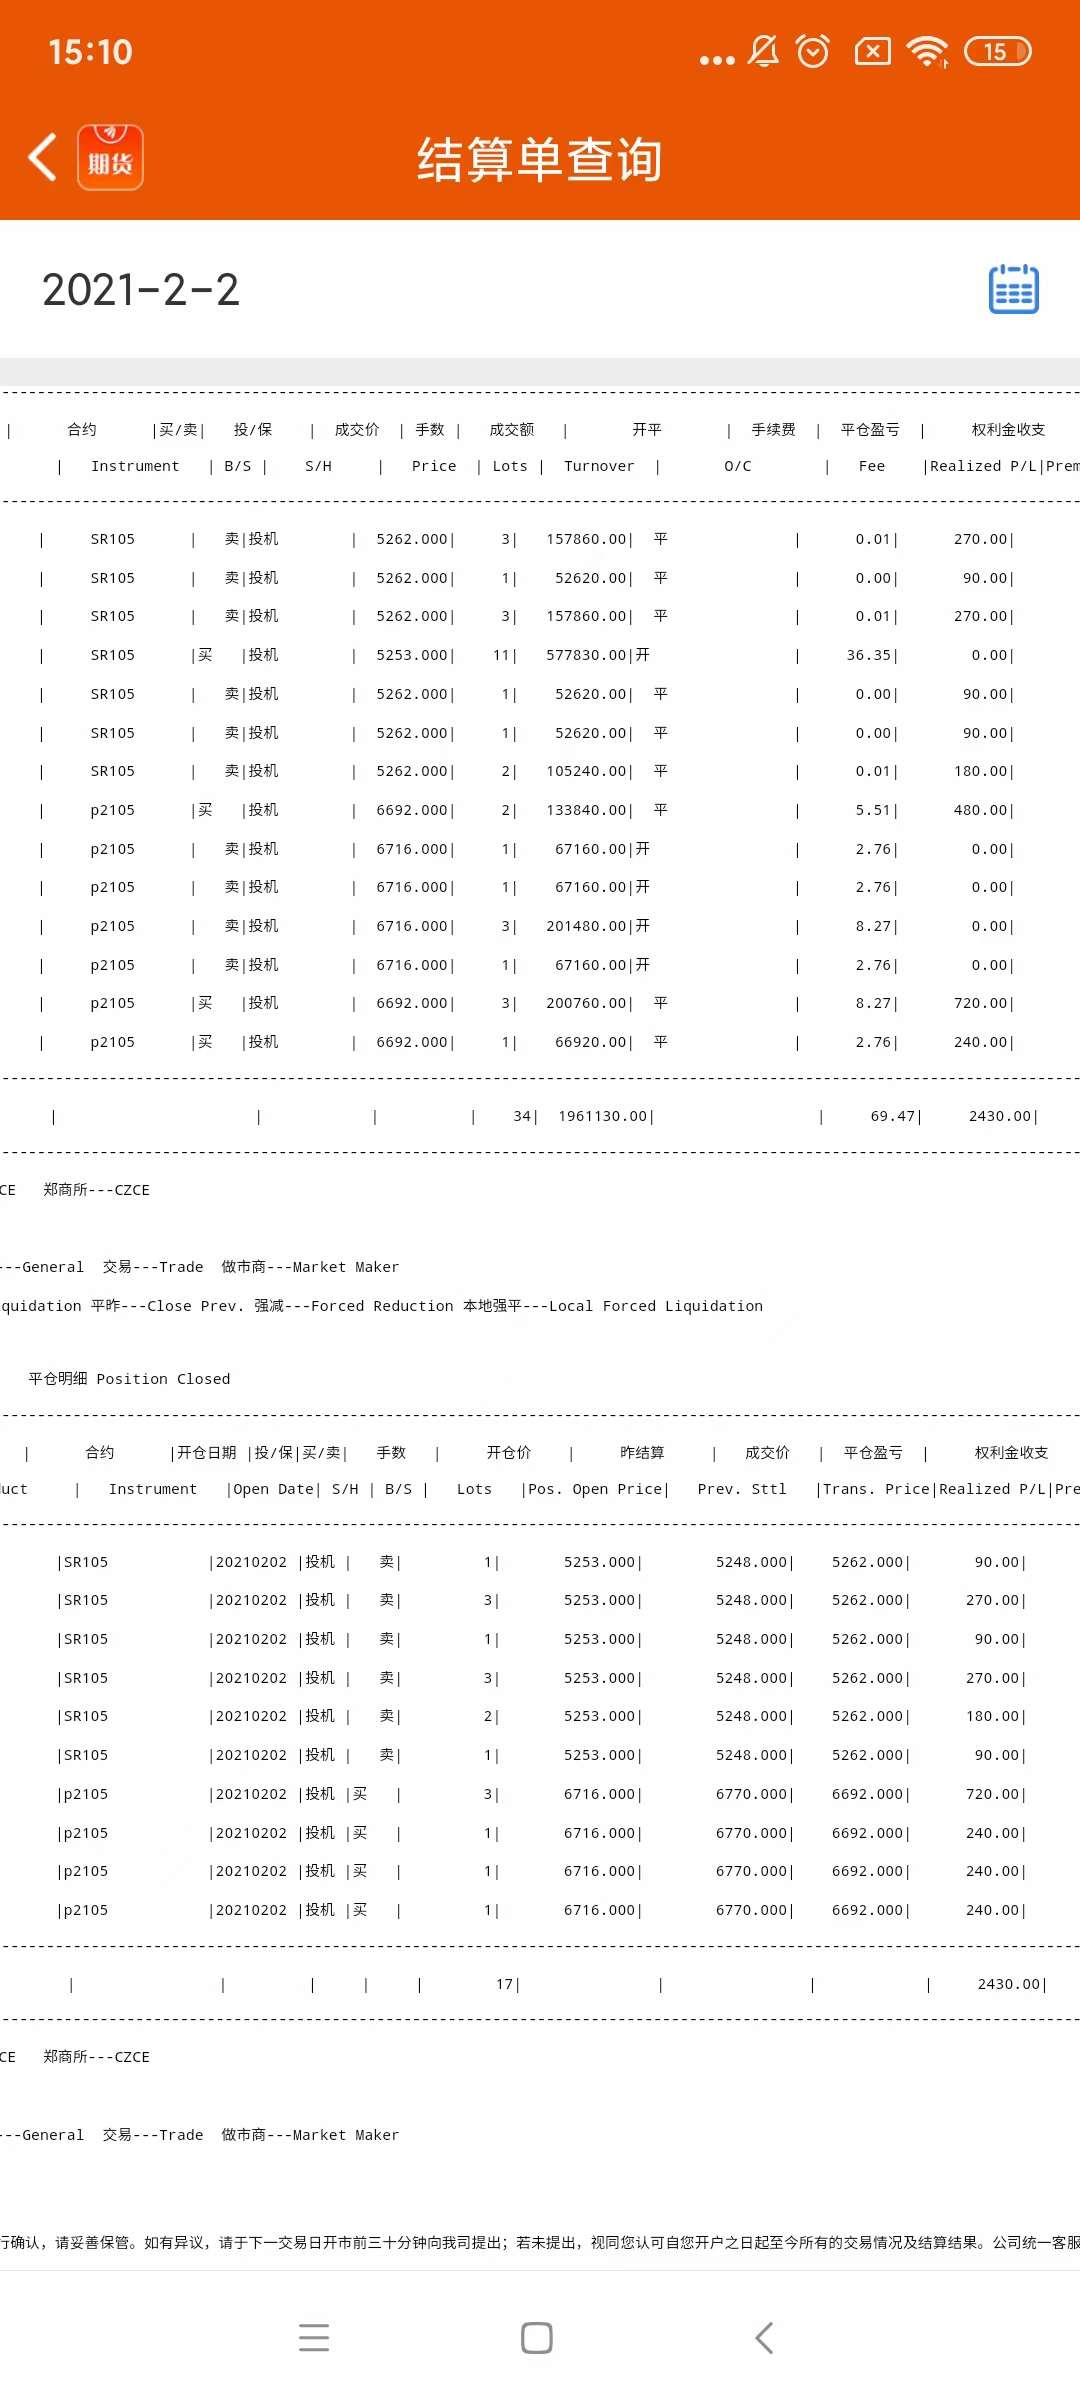 15:10
15
期货
结算单查询
2021-2-2
| 合约 |买/卖| 投/保 | 成交价 | 手数 | 成交额 | 开平 | 手续费 | 平仓盈亏 | 权利金收支
| Instrument | B/S | S/H | Price | Lots | Turnover | O/C | Fee |Realized P/L|Prem
| SR105 | 卖|投机 | 5262.000| 3| 157860.00| 平 | 0.01| 270.00|
| SR105 | 卖|投机 | 5262.000| 1| 52620.00| 平 | 0.00| 90.00|
| SR105 | 卖|投机 | 5262.000| 3| 157860.00| 平 | 0.01| 270.00|
| SR105 |买 |投机 | 5253.000| 11| 577830.00|开 | 36.35| 0.00|
| SR105 | 卖|投机 | 5262.000| 1| 52620.00| 平 | 0.00| 90.00|
| SR105 | 卖|投机 | 5262.000| 1| 52620.00| 平 | 0.00| 90.00|
| SR105 | 卖|投机 | 5262.000| 2| 105240.00| 平 | 0.01| 180.00|
| p2105 |买 |投机 | 6692.000| 2| 133840.00| 平 | 5.51| 480.00|
| p2105 | 卖|投机 | 6716.000| 1| 67160.00|开 | 2.76| 0.00|
| p2105 | 卖|投机 | 6716.000| 1| 67160.00|开 | 2.76| 0.00|
| p2105 | 卖|投机 | 6716.000| 3| 201480.00|开 | 8.27| 0.00|
| p2105 | 卖|投机 | 6716.000| 1| 67160.00|开 | 2.76| 0.00|
| p2105 |买 |投机 | 6692.000| 3| 200760.00| 平 | 8.27| 720.00|
| p2105 |买 |投机 | 6692.000| 1| 66920.00| 平 | 2.76| 240.00|
| | | | 34| 1961130.00| | 69.47| 2430.00|
CE 郑商所---CZCE
---General 交易---Trade 做市商---Market Maker
quidation 平昨---Close Prev. 强减---Forced Reduction 本地强平---Local Forced Liquidation
平仓明细 Position Closed
| 合约 |开仓日期 |投/保|买/卖| 手数 | 开仓价 | 昨结算 | 成交价 | 平仓盈亏 | 权利金收支
uct | Instrument |Open Date| S/H | B/S | Lots |Pos. Open Price| Prev. Sttl |Trans. Price|Realized P/L|Pre
|SR105 |20210202 |投机 | 卖| 1| 5253.000| 5248.000| 5262.000| 90.00|
|SR105 |20210202 |投机 | 卖| 3| 5253.000| 5248.000| 5262.000| 270.00|
|SR105 |20210202 |投机 | 卖| 1| 5253.000| 5248.000| 5262.000| 90.00|
|SR105 |20210202 |投机 | 卖| 3| 5253.000| 5248.000| 5262.000| 270.00|
|SR105 |20210202 |投机 | 卖| 2| 5253.000| 5248.000| 5262.000| 180.00|
|SR105 |20210202 |投机 | 卖| 1| 5253.000| 5248.000| 5262.000| 90.00|
|p2105 |20210202 |投机 |买 | 3| 6716.000| 6770.000| 6692.000| 720.00|
|p2105 |20210202 |投机 |买 | 1| 6716.000| 6770.000| 6692.000| 240.00|
|p2105 |20210202 |投机 |买 | 1| 6716.000| 6770.000| 6692.000| 240.00|
|p2105 |20210202 |投机 |买 | 1| 6716.000| 6770.000| 6692.000| 240.00|
| | | | | 17| | | | 2430.00|
CE 郑商所---CZCE
---General 交易---Trade 做市商---Market Maker
行确认，请妥善保管。如有异议，请于下一交易日开市前三十分钟向我司提出；若未提出，视同您认可自您开户之日起至今所有的交易情况及结算结果。公司统一客服